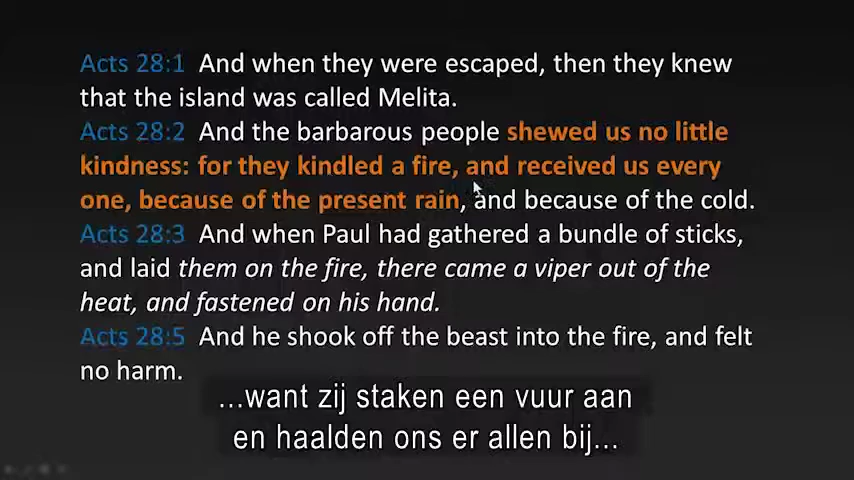 Acts 28:1 And when they were escaped, then they knew
that the island was called Melita.
Acts 28:2 And the barbarous people shewed us no little
kindness: for they kindled a fire, and received us every
one, because of the present rain, and because of the cold.
Acts 28:3 And when Paul had gathered a bundle of sticks,
and laid them on the fire, there came a viper out of the
heat, and fastened on his hand.
Acts 28:5 And he shook off the beast into the fire, and felt
no harm.
...want zij staken een vuur aan
en haalden ons er allen bij...